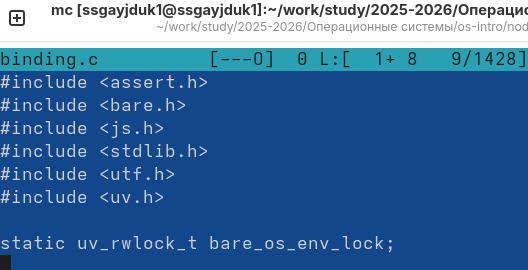 mc [ssgayjduk1@ssgayjduk1]:~/work/study/2025-2026/Операцио
~/work/study/2025-2026/Операционные системы/os-intro/nod
binding.c [---O] 0 L:[ 1+ 8 9/1428]
#include <assert.h>
#include <bare.h>
#include <js.h>
#include <stdlib.h>
#include <utf.h>
#include <uv.h>
static uv_rwlock_t bare_os_env_lock;